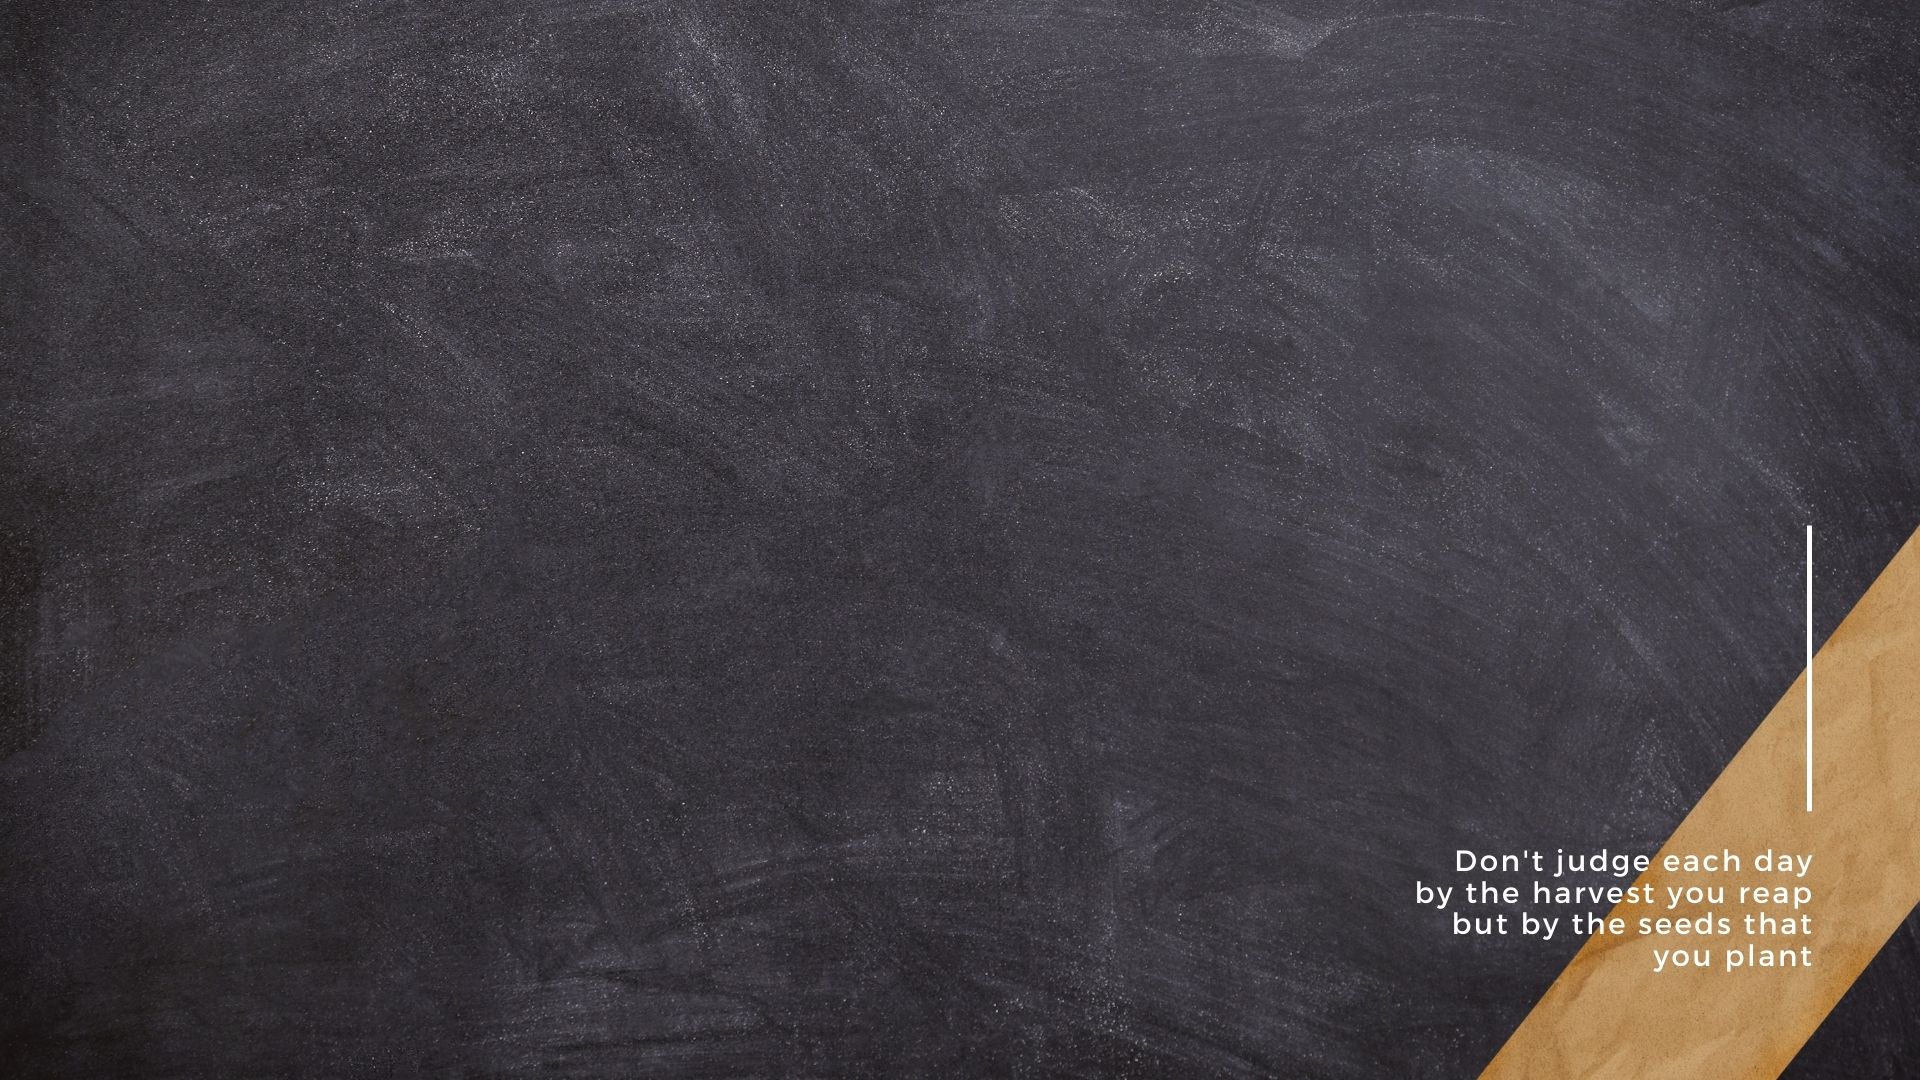 Don't judge each day
by the harvest you reap
but by the seeds that
you plant